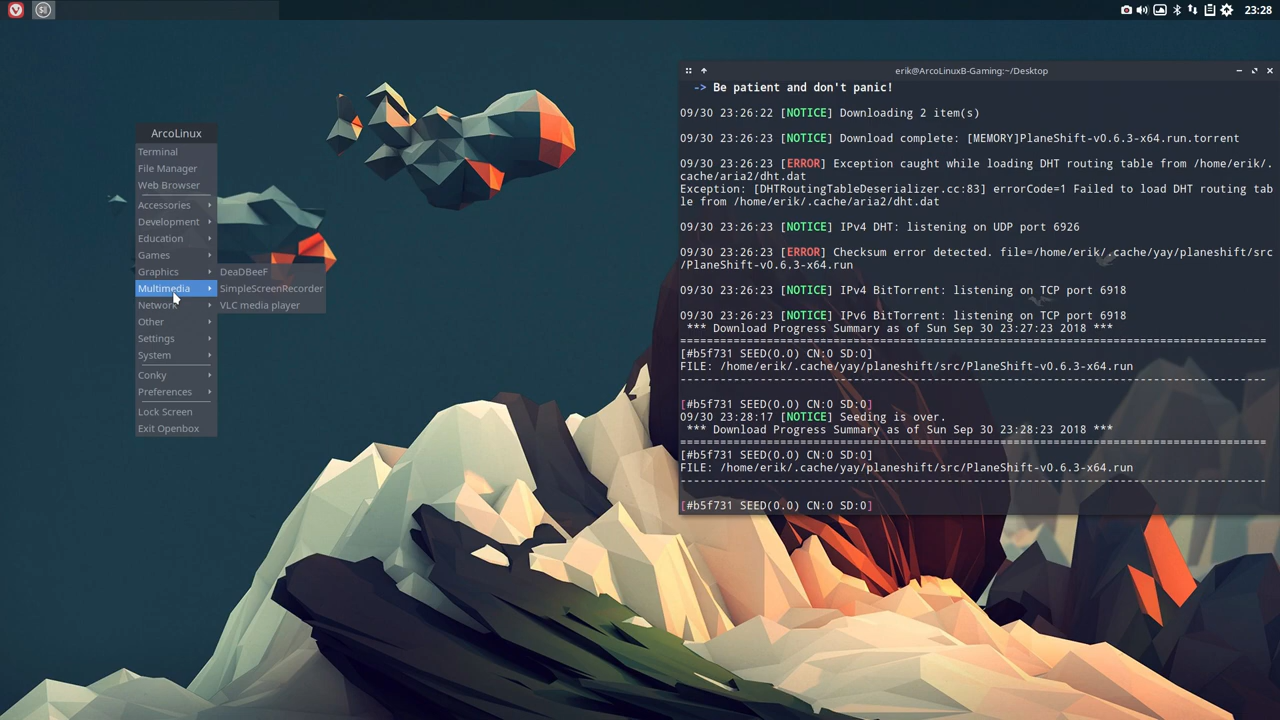 23:28
ArcoLinux
Terminal
File Manager
Web Browser
Accessories
Development
Education
Games
Graphics
Multimedia
Network
Other
Settings
System
Conky
Preferences
Lock Screen
Exit Openbox
DeaDBeeF
SimpleScreenRecorder
VLC media player
erik@ArcoLinuxB-Gaming:~/Desktop
-> Be patient and don't panic!
09/30 23:26:22 [NOTICE] Downloading 2 item(s)
09/30 23:26:23 [NOTICE] Download complete: [MEMORY]PlaneShift-v0.6.3-x64.run.torrent
09/30 23:26:23 [ERROR] Exception caught while loading DHT routing table from /home/erik/.
cache/aria2/dht.dat
Exception: [DHTRoutingTableDeserializer.cc:83] errorCode=1 Failed to load DHT routing tab
le from /home/erik/.cache/aria2/dht.dat
09/30 23:26:23 [NOTICE] IPv4 DHT: listening on UDP port 6926
09/30 23:26:23 [ERROR] Checksum error detected. file=/home/erik/.cache/yay/planeshift/src
/PlaneShift-v0.6.3-x64.run
09/30 23:26:23 [NOTICE] IPv4 BitTorrent: listening on TCP port 6918
09/30 23:26:23 [NOTICE] IPv6 BitTorrent: listening on TCP port 6918
*** Download Progress Summary as of Sun Sep 30 23:27:23 2018 ***
=========================================================================================
[#b5f731 SEED(0.0) CN:0 SD:0]
FILE: /home/erik/.cache/yay/planeshift/src/PlaneShift-v0.6.3-x64.run
-----------------------------------------------------------------------------------------
[#b5f731 SEED(0.0) CN:0 SD:0]
09/30 23:28:17 [NOTICE] Seeding is over.
*** Download Progress Summary as of Sun Sep 30 23:28:23 2018 ***
=========================================================================================
[#b5f731 SEED(0.0) CN:0 SD:0]
FILE: /home/erik/.cache/yay/planeshift/src/PlaneShift-v0.6.3-x64.run
-----------------------------------------------------------------------------------------
[#b5f731 SEED(0.0) CN:0 SD:0]